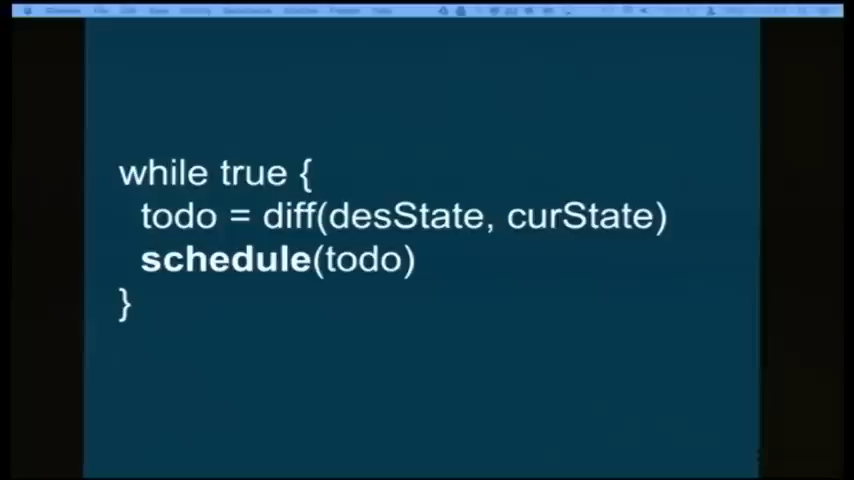 while true {
todo = diff(desState, curState)
schedule(todo)
}